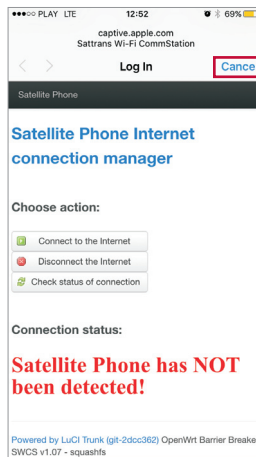 PLAY LTE 12:52 69%
captive.apple.com
Sattrans Wi-Fi CommStation
Log In Cance
Satellite Phone
Satellite Phone Internet
connection manager
Choose action:
Connect to the Internet
Disconnect the Internet
Check status of connection
Connection status:
Satellite Phone has NOT
been detected!
Powered by LuCI Trunk (git-2dcc362) OpenWrt Barrier Breake
SWCS v1.07 - squashfs